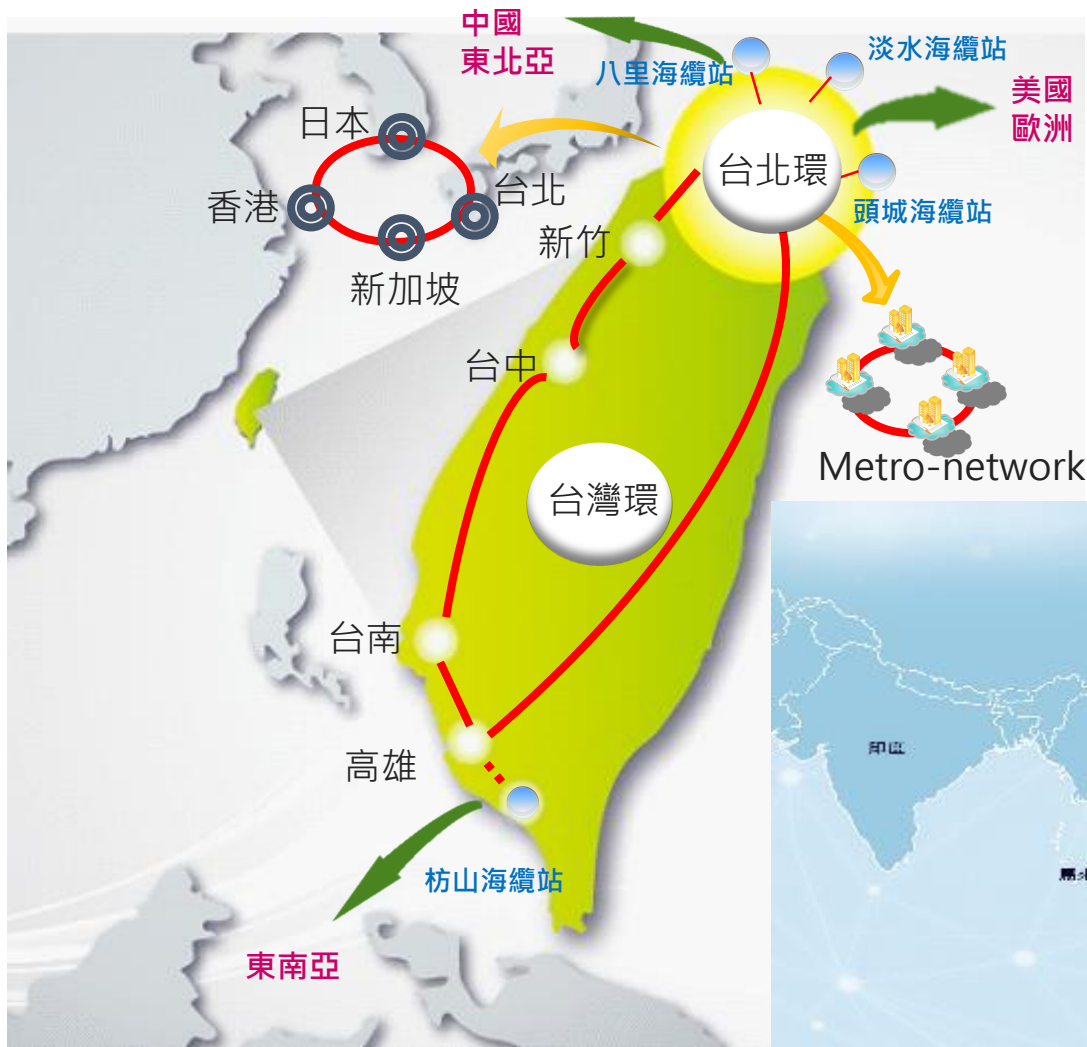 中國
東北亞
八里海纜站
淡水海纜站
美國
歐洲
日本
台北環
香港
台北
頭城海纜站
新竹
新加坡
台中
Metro-network
台灣環
台南
印度
高雄
枋山海纜站
東南亞